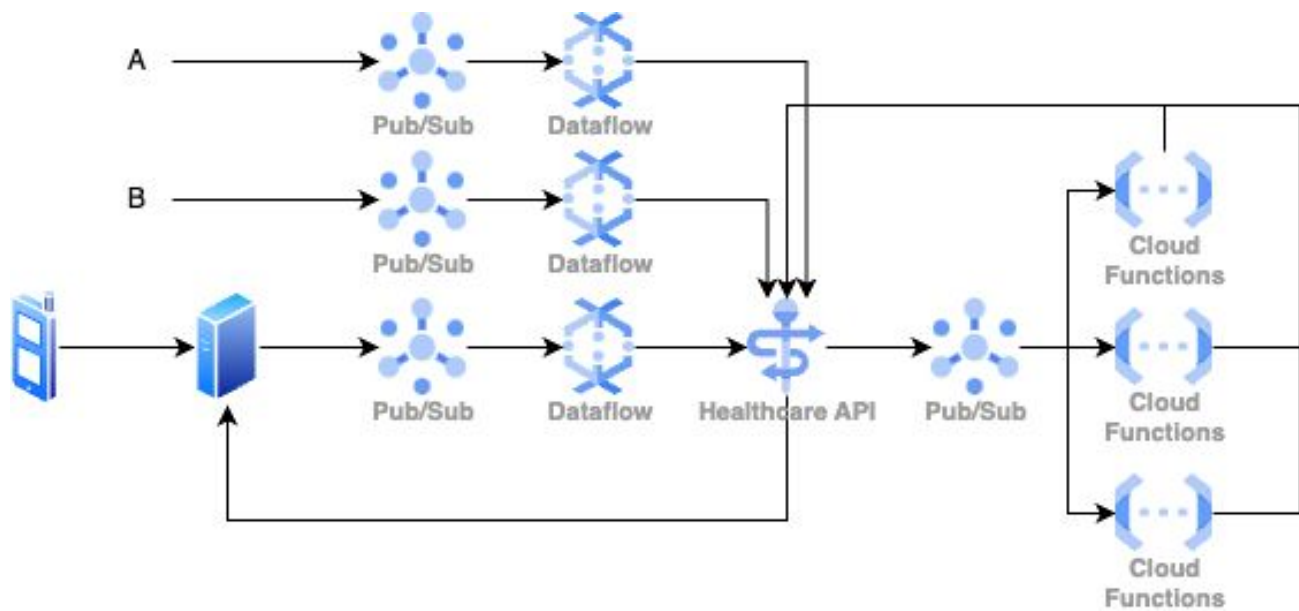 A
Pub/Sub
Dataflow
B
Pub/Sub
Dataflow
Cloud
Functions
Pub/Sub
Dataflow
Healthcare API
Pub/Sub
Cloud
Functions
Cloud
Functions